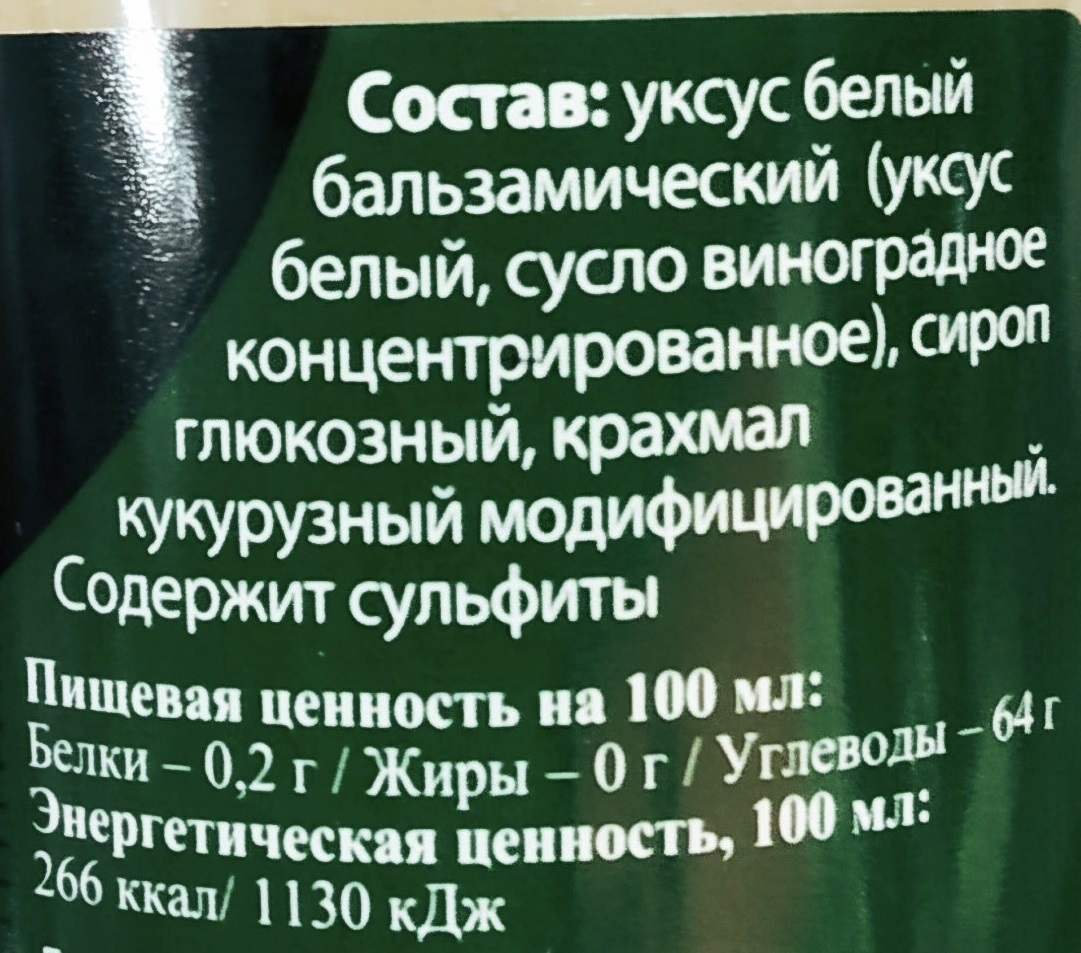 Состав: уксус белый
бальзамический (уксус
белый, сусло виноградное
концентрированное), сироп
глюкозный, крахмал
кукурузный модифицированный.
Содержит сульфиты
Пищевая ценность на 100 мл:
Белки – 0,2 г / Жиры – 0 г / Углеводы – 64 г
Энергетическая ценность, 100 мл:
266 ккал/ 1130 кДж